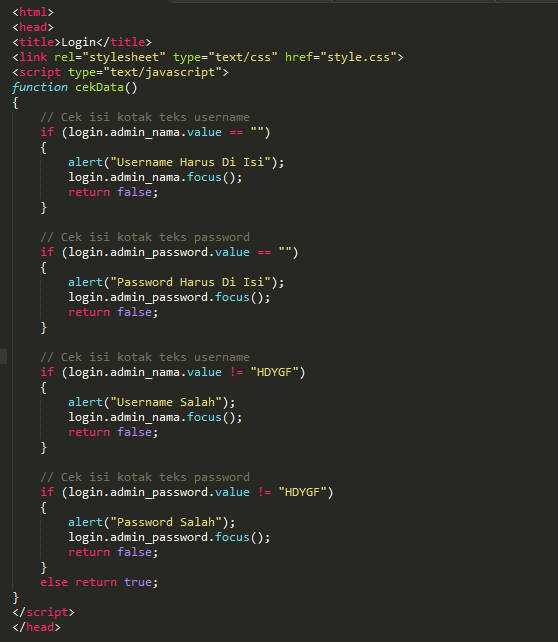 <html>
<head>
<title>Login</title>
<link rel="stylesheet" type="text/css" href="style.css">
<script type="text/javascript">
function cekData()
{
    // Cek isi kotak teks username
    if (login.admin_nama.value == "")
    {
        alert("Username Harus Di Isi");
        login.admin_nama.focus();
        return false;
    }

    // Cek isi kotak teks password
    if (login.admin_password.value == "")
    {
        alert("Password Harus Di Isi");
        login.admin_password.focus();
        return false;
    }

    // Cek isi kotak teks username
    if (login.admin_nama.value != "HDYGF")
    {
        alert("Username Salah");
        login.admin_nama.focus();
        return false;
    }

    // Cek isi kotak teks password
    if (login.admin_password.value != "HDYGF")
    {
        alert("Password Salah");
        login.admin_password.focus();
        return false;
    }
    else return true;
}
</script>
</head>